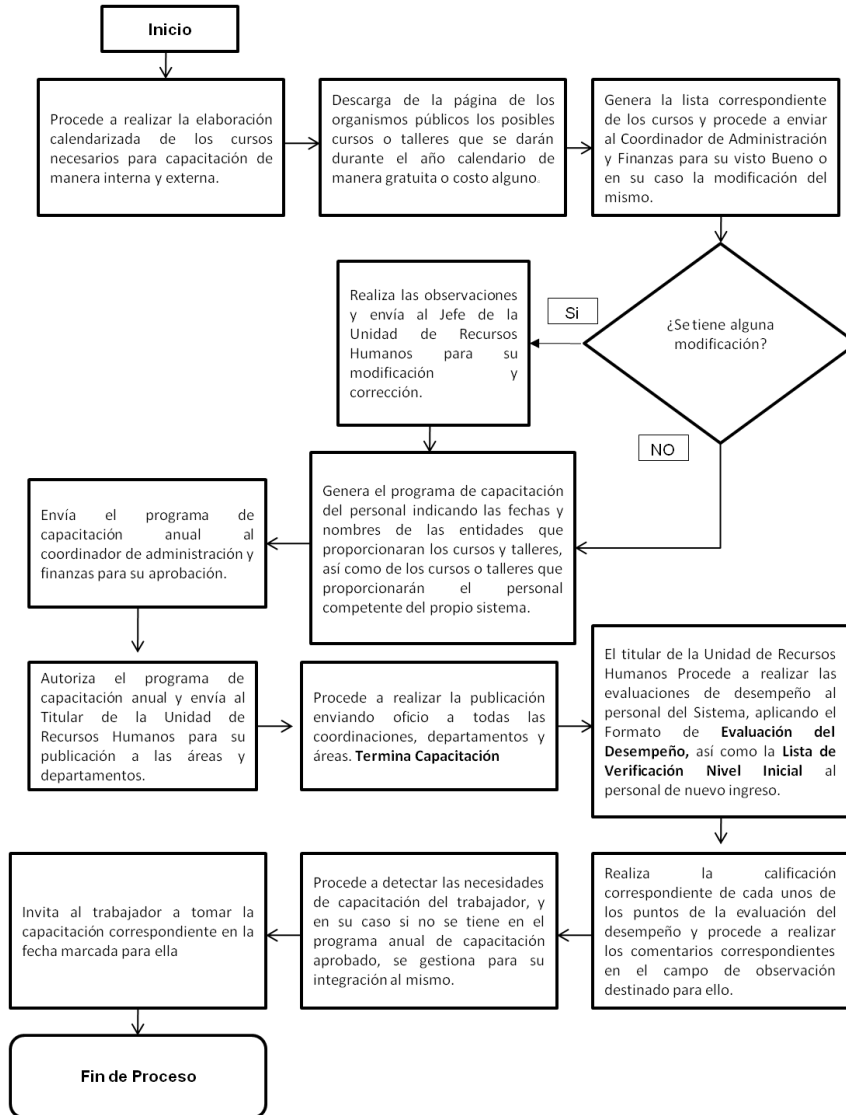 Inicio
Procede a realizar la elaboración
calendarizada de los cursos
necesarios para capacitación de
manera interna y externa.
Descarga de la página de los
organismos públicos los posibles
cursos o talleres que se darán
durante el año calendario de
manera gratuita o costo alguno.
Genera la lista correspondiente
de los cursos y procede a enviar
al Coordinador de Administración
y Finanzas para su visto Bueno o
en su caso la modificación del
mismo.
¿Se tiene alguna
modificación?
Si
Realiza las observaciones
y envía al Jefe de la
Unidad de Recursos
Humanos para su
modificación y
corrección.
NO
Genera el programa de capacitación
del personal indicando las fechas y
nombres de las entidades que
proporcionaran los cursos y talleres,
así como de los cursos o talleres que
proporcionarán el personal
competente del propio sistema.
Envía el programa de
capacitación anual al
coordinador de administración y
finanzas para su aprobación.
Autoriza el programa de
capacitación anual y envía al
Titular de la Unidad de
Recursos Humanos para su
publicación a las áreas y
departamentos.
Procede a realizar la publicación
enviando oficio a todas las
coordinaciones, departamentos y
áreas. Termina Capacitación
El titular de la Unidad de Recursos
Humanos Procede a realizar las
evaluaciones de desempeño al
personal del Sistema, aplicando el
Formato de Evaluación del
Desempeño, así como la Lista de
Verificación Nivel Inicial al
personal de nuevo ingreso.
Realiza la calificación
correspondiente de cada unos de
los puntos de la evaluación del
desempeño y procede a realizar
los comentarios correspondientes
en el campo de observación
destinado para ello.
Procede a detectar las necesidades
de capacitación del trabajador, y
en su caso si no se tiene en el
programa anual de capacitación
aprobado, se gestiona para su
integración al mismo.
Invita al trabajador a tomar la
capacitación correspondiente en la
fecha marcada para ella
Fin de Proceso